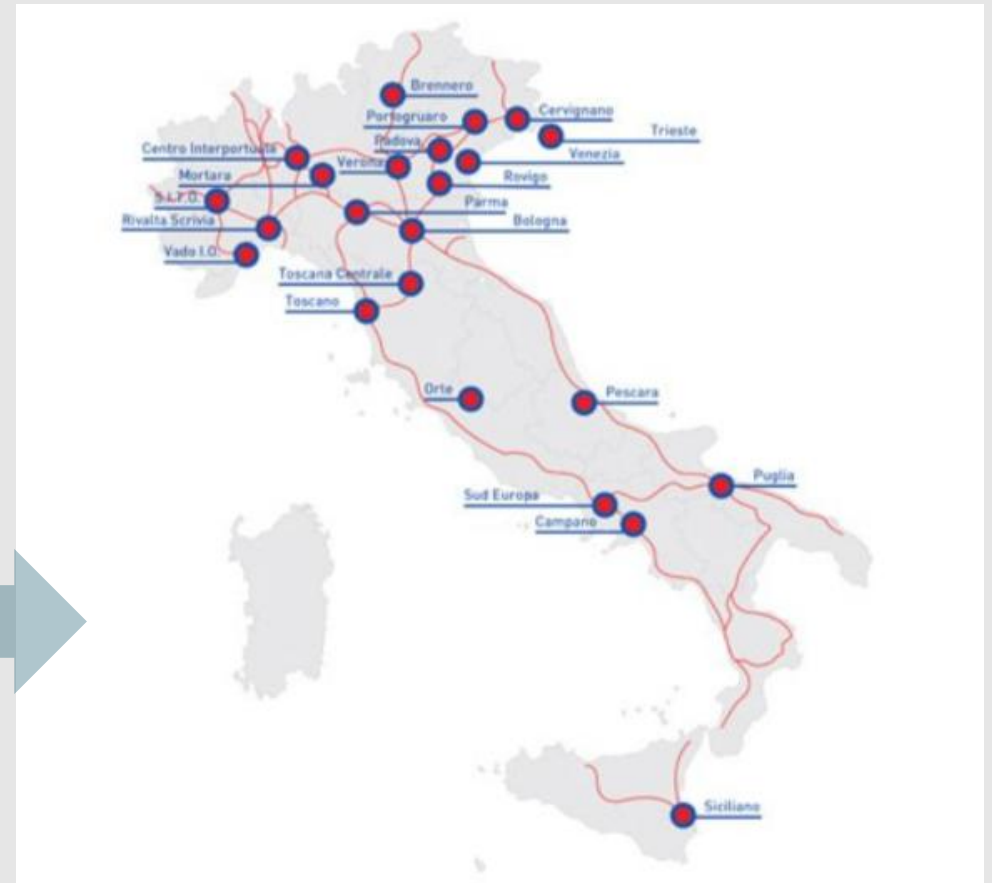 Brennero
Portogruaro
Cervignano
Trieste
Padova
Venezia
Centro Interportuale
Verona
Mortara
Rovigo
S.I.T.O.
Parma
Rivalta Scrivia
Bologna
Vado I.O.
Toscana Centrale
Toscano
Orte
Pescara
Puglia
Sud Europa
Campano
Siciliano